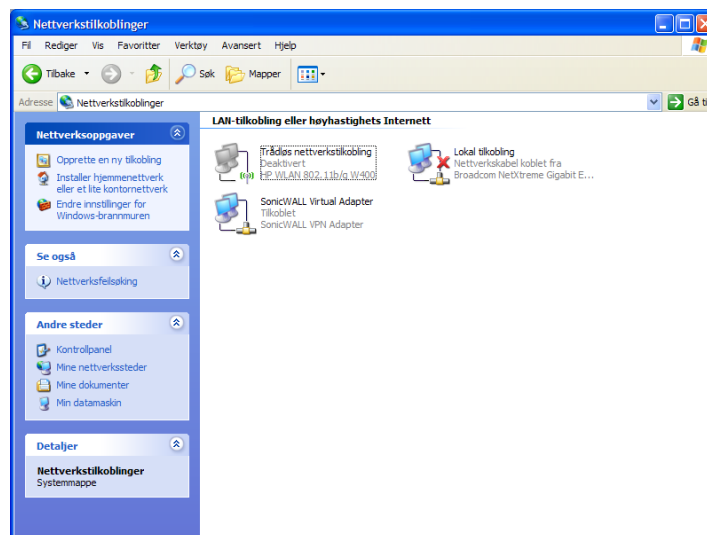 Nettverkstilkoblinger
Fil Rediger Vis Favoritter Verktøy Avansert Hjelp
Tilbake Søk Mapper
Adresse Nettverkstilkoblinger Gå ti
Nettverksoppgaver
Opprette en ny tilkobling
Installer hjemmenettverk
eller et lite kontornettverk
Endre innstillinger for
Windows-brannmuren
Se også
Nettverksfeilsøking
Andre steder
Kontrollpanel
Mine nettverkssteder
Mine dokumenter
Min datamaskin
Detaljer
Nettverkstilkoblinger
Systemmappe
LAN-tilkobling eller høyhastighets Internett
Trådløs nettverkstilkobling
Deaktivert
HP WLAN 802.11b/g W400
Lokal tilkobling
Nettverkskabel koblet fra
Broadcom NetXtreme Gigabit E...
SonicWALL Virtual Adapter
Tilkoblet
SonicWALL VPN Adapter